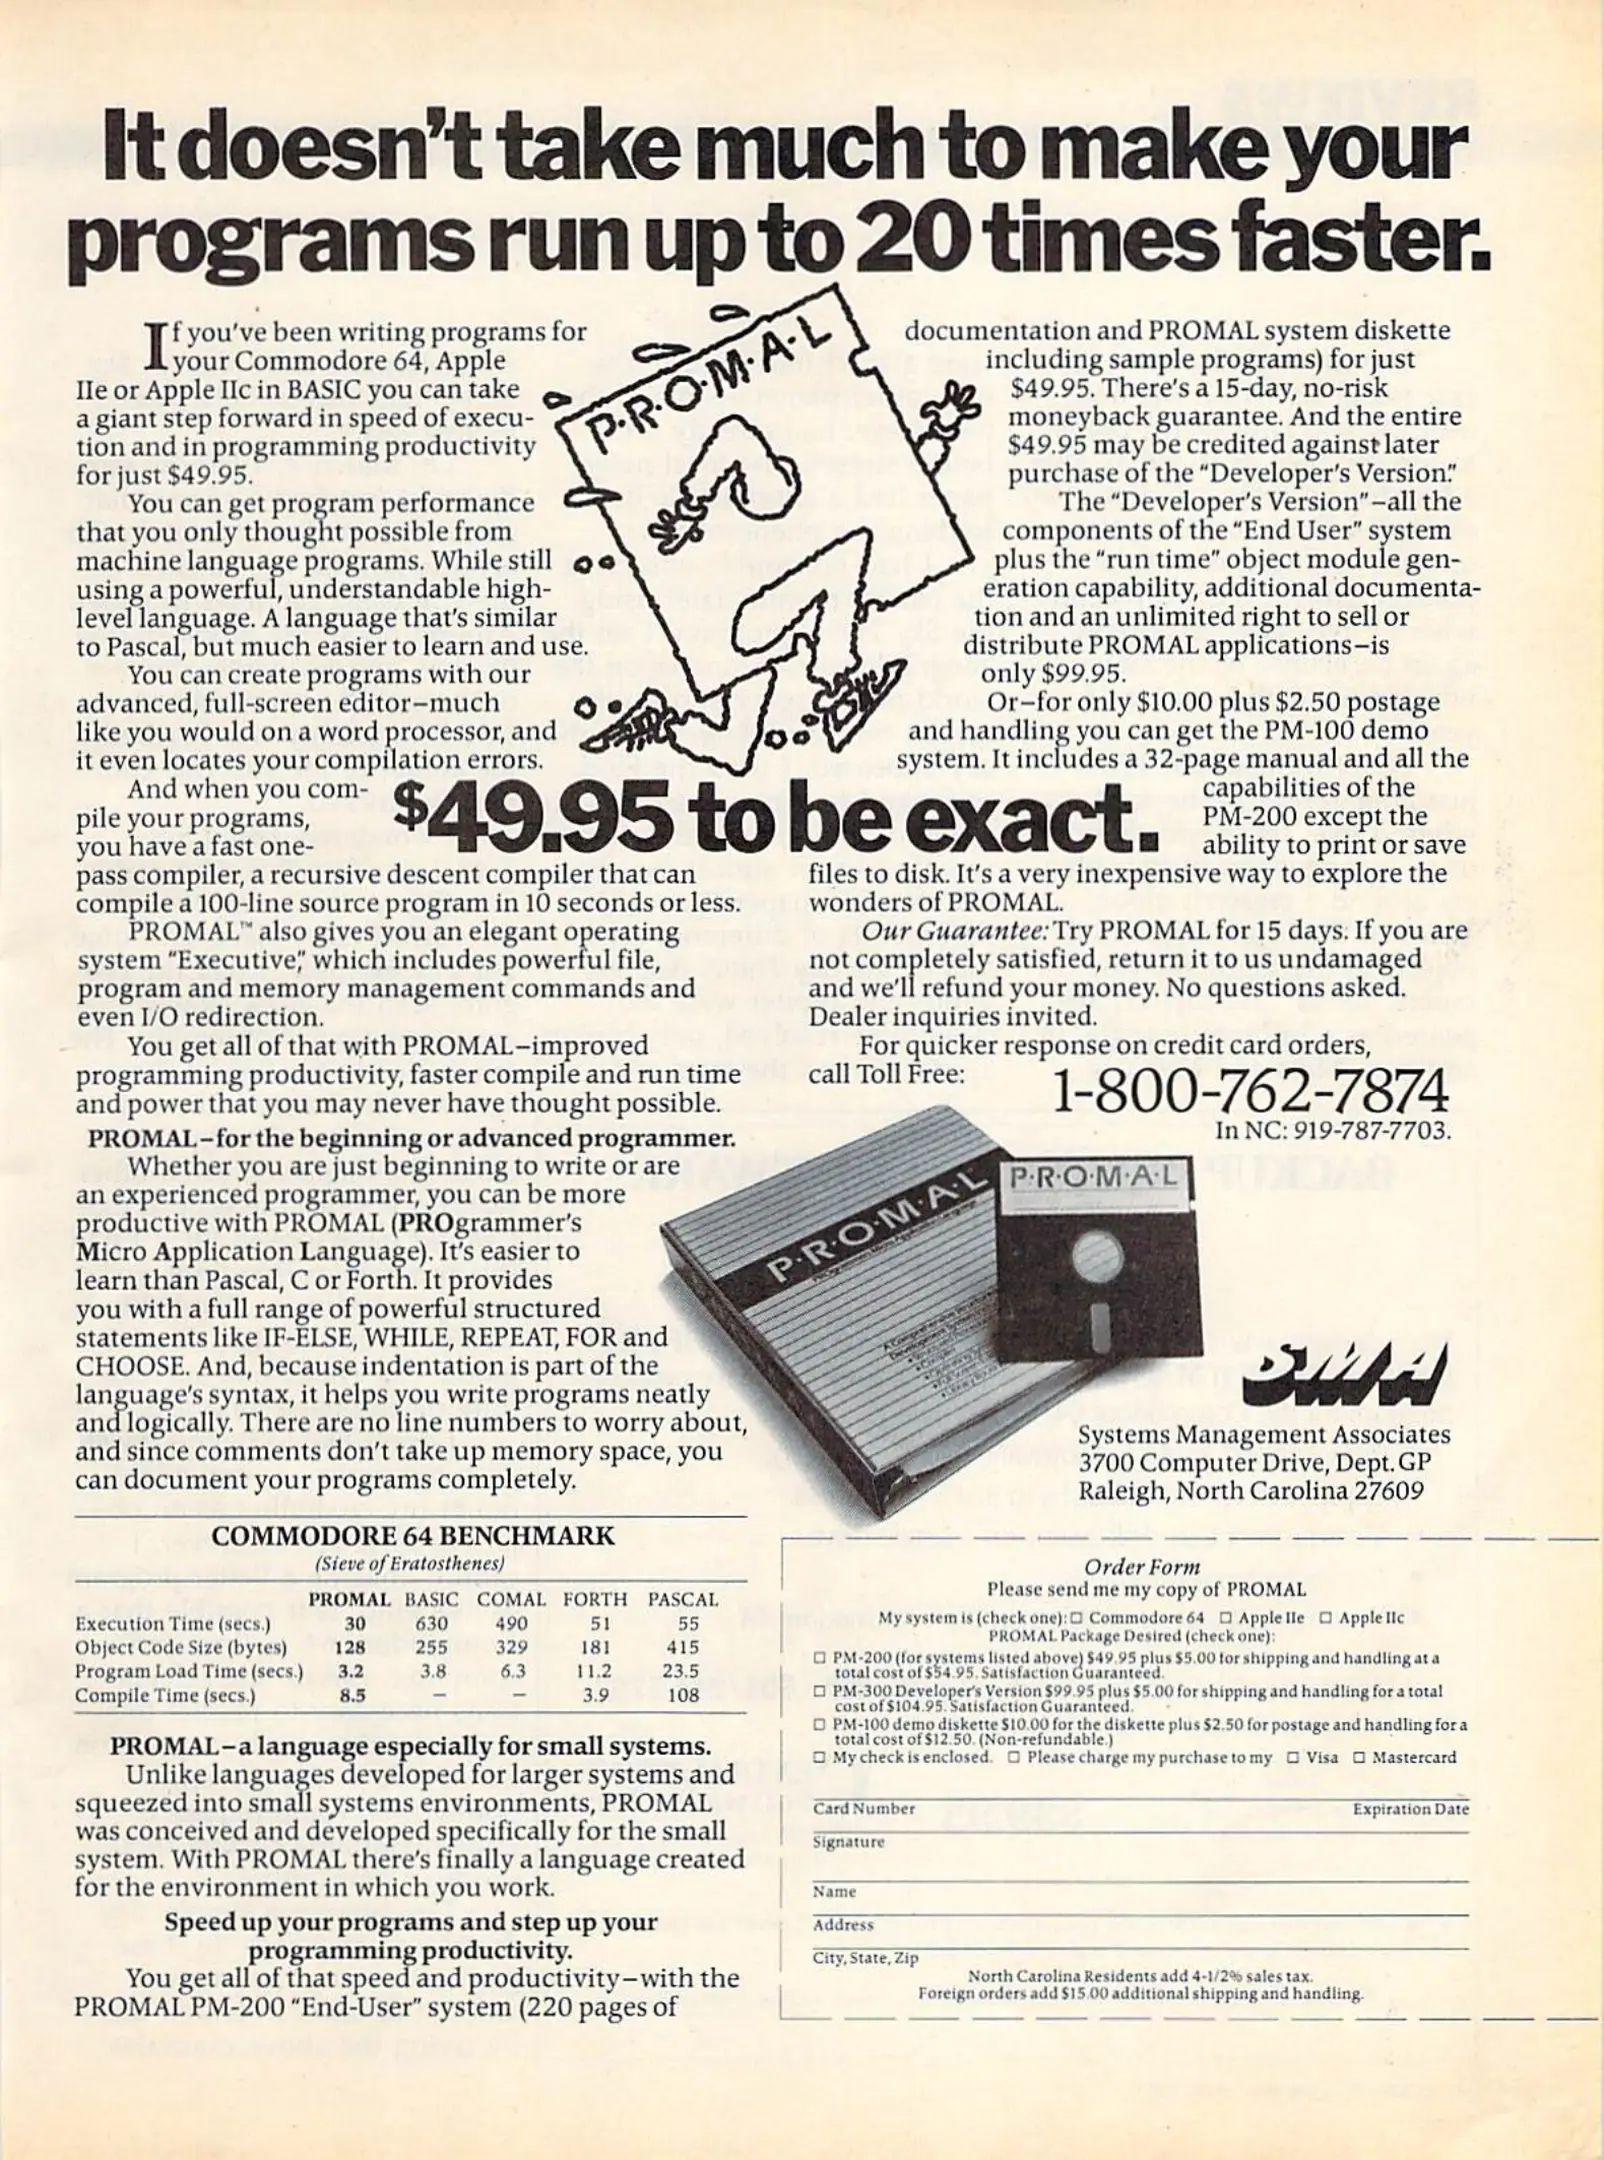 It doesn't take much to make your
programs run up to 20 times faster.
If you've been writing programs for
your Commodore 64, Apple
IIe or Apple IIc in BASIC you can take
a giant step forward in speed of execu-
tion and in programming productivity
for just $49.95.
You can get program performance
that you only thought possible from
machine language programs. While still
using a powerful, understandable high-
level language. A language that's similar
to Pascal, but much easier to learn and use.
You can create programs with our
advanced, full-screen editor–much
like you would on a word processor, and
it even locates your compilation errors.
And when you com-
pile your programs,
you have a fast one-
pass compiler, a recursive descent compiler that can
compile a 100-line source program in 10 seconds or less.
PROMAL™ also gives you an elegant operating
system "Executive," which includes powerful file,
program and memory management commands and
even I/O redirection.
You get all of that with PROMAL–improved
programming productivity, faster compile and run time
and power that you may never have thought possible.
PROMAL–for the beginning or advanced programmer.
Whether you are just beginning to write or are
an experienced programmer, you can be more
productive with PROMAL (PROgrammer's
Micro Application Language). It's easier to
learn than Pascal, C or Forth. It provides
you with a full range of powerful structured
statements like IF-ELSE, WHILE, REPEAT, FOR and
CHOOSE. And, because indentation is part of the
language's syntax, it helps you write programs neatly
and logically. There are no line numbers to worry about,
and since comments don't take up memory space, you
can document your programs completely.
COMMODORE 64 BENCHMARK
(Sieve of Eratosthenes)
PROMAL BASIC COMAL FORTH PASCAL
Execution Time (secs.) 30 630 490 51 55
Object Code Size (bytes) 128 255 329 181 415
Program Load Time (secs.) 3.2 3.8 6.3 11.2 23.5
Compile Time (secs.) 8.5 – – 3.9 108
PROMAL–a language especially for small systems.
Unlike languages developed for larger systems and
squeezed into small systems environments, PROMAL
was conceived and developed specifically for the small
system. With PROMAL there's finally a language created
for the environment in which you work.
Speed up your programs and step up your
programming productivity.
You get all of that speed and productivity–with the
PROMAL PM-200 "End-User" system (220 pages of
P·R·O·M·A·L
$49.95 to be exact.
documentation and PROMAL system diskette
including sample programs) for just
$49.95. There's a 15-day, no-risk
moneyback guarantee. And the entire
$49.95 may be credited against later
purchase of the "Developer's Version."
The "Developer's Version"–all the
components of the "End User" system
plus the "run time" object module gen-
eration capability, additional documenta-
tion and an unlimited right to sell or
distribute PROMAL applications–is
only $99.95.
Or–for only $10.00 plus $2.50 postage
and handling you can get the PM-100 demo
system. It includes a 32-page manual and all the
capabilities of the
PM-200 except the
ability to print or save
files to disk. It's a very inexpensive way to explore the
wonders of PROMAL.
Our Guarantee: Try PROMAL for 15 days. If you are
not completely satisfied, return it to us undamaged
and we'll refund your money. No questions asked.
Dealer inquiries invited.
For quicker response on credit card orders,
call Toll Free: 1-800-762-7874
In NC: 919-787-7703.
P·R·O·M·A·L
P·R·O·M·A·L
SMA
Systems Management Associates
3700 Computer Drive, Dept. GP
Raleigh, North Carolina 27609
Order Form
Please send me my copy of PROMAL
My system is (check one): □ Commodore 64 □ Apple IIe □ Apple IIc
PROMAL Package Desired (check one):
□ PM-200 (for systems listed above) $49.95 plus $5.00 for shipping and handling at a
total cost of $54.95. Satisfaction Guaranteed.
□ PM-300 Developer's Version $99.95 plus $5.00 for shipping and handling for a total
cost of $104.95. Satisfaction Guaranteed.
□ PM-100 demo diskette $10.00 for the diskette plus $2.50 for postage and handling for a
total cost of $12.50. (Non-refundable.)
□ My check is enclosed. □ Please charge my purchase to my □ Visa □ Mastercard
Card Number Expiration Date
Signature
Name
Address
City, State, Zip
North Carolina Residents add 4-1/2% sales tax.
Foreign orders add $15.00 additional shipping and handling.